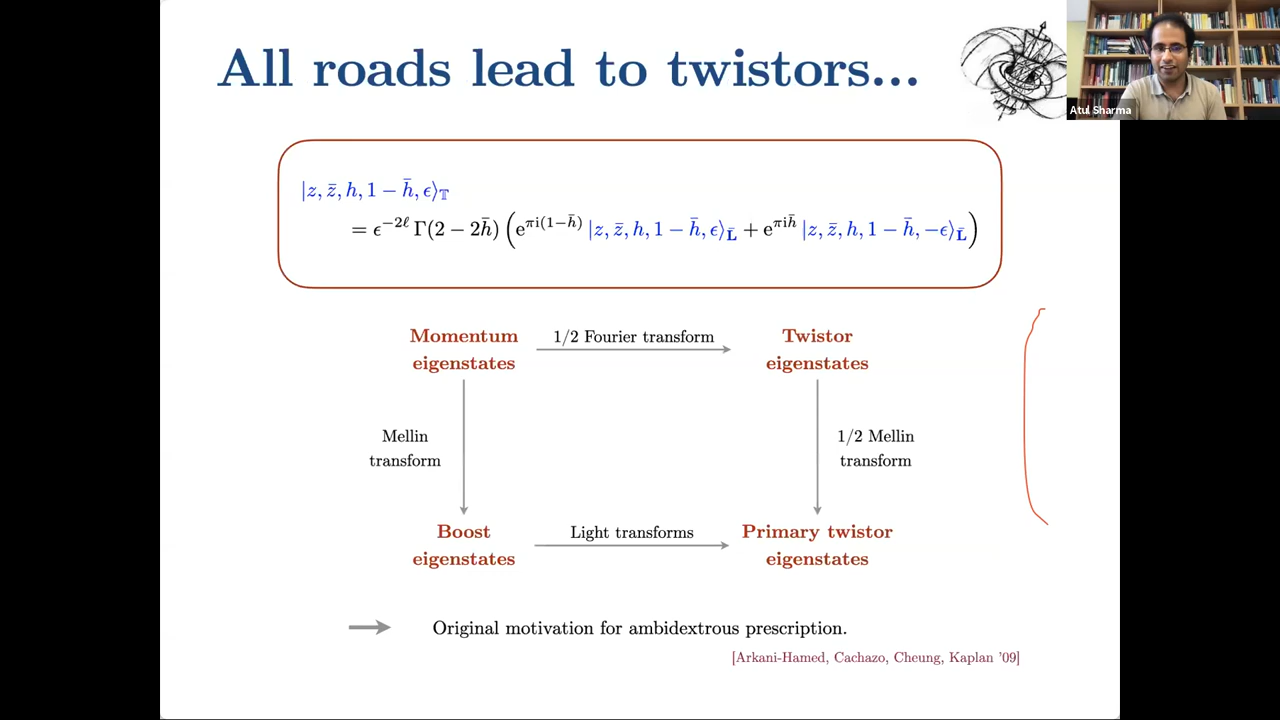 All roads lead to twistors...
Atul Sharma
|z, z̄, h, 1 − h̄, ϵ⟩_𝕋
= ϵ^{−2ℓ} Γ(2 − 2h̄) (e^{πi(1−h̄)} |z, z̄, h, 1 − h̄, ϵ⟩_L̄ + e^{πih̄} |z, z̄, h, 1 − h̄, −ϵ⟩_L̄)
Momentum
eigenstates
1/2 Fourier transform
Twistor
eigenstates
Mellin
transform
1/2 Mellin
transform
Boost
eigenstates
Light transforms
Primary twistor
eigenstates
Original motivation for ambidextrous prescription.
[Arkani-Hamed, Cachazo, Cheung, Kaplan '09]